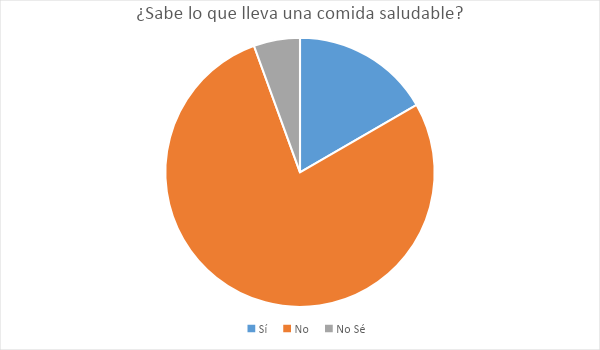 ¿Sabe lo que lleva una comida saludable?
Sí No No Sé